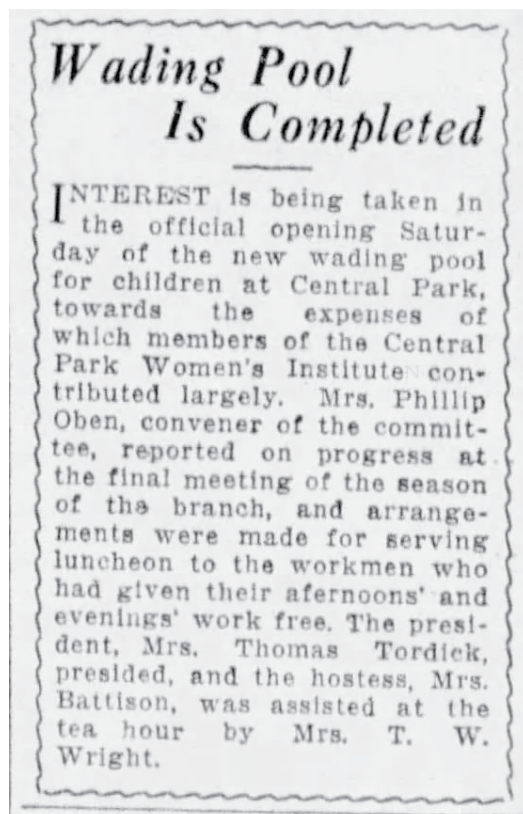 Wading Pool
Is Completed
INTEREST is being taken in
the official opening Satur-
day of the new wading pool
for children at Central Park,
towards the expenses of
which members of the Central
Park Women's Institute con-
tributed largely. Mrs. Phillip
Oben, convener of the commit-
tee, reported on progress at
the final meeting of the season
of the branch, and arrange-
ments were made for serving
luncheon to the workmen who
had given their afernoons' and
evenings' work free. The presi-
dent, Mrs. Thomas Tordick,
presided, and the hostess, Mrs.
Battison, was assisted at the
tea hour by Mrs. T. W.
Wright.